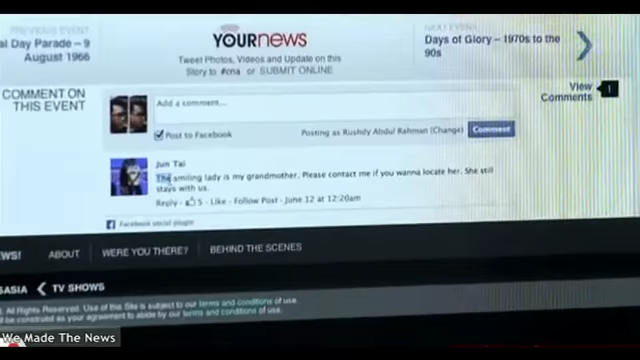 PREVIOUS EVENT
al Day Parade – 9
August 1966
YOURNEWS
Tweet Photos, Videos and Update on this
Story to #cna or SUBMIT ONLINE
NEXT EVENT
Days of Glory – 1970s to the
90s
COMMENT ON
THIS EVENT
View
Comments
1
Add a comment...
Post to Facebook
Posting as Rushdy Abdul Rahman (Change)
Comment
Jun Tai
The smiling lady is my grandmother. Please contact me if you wanna locate her. She still
stays with us.
Reply · 5 · Like · Follow Post · June 12 at 12:20am
Facebook social plugin
WS!
ABOUT
WERE YOU THERE?
BEHIND THE SCENES
SASIA
TV SHOWS
. All Rights Reserved. Use of this Site is subject to our terms and conditions of use.
be construed as your agreement to abide by our terms and conditions of use.
We Made The News